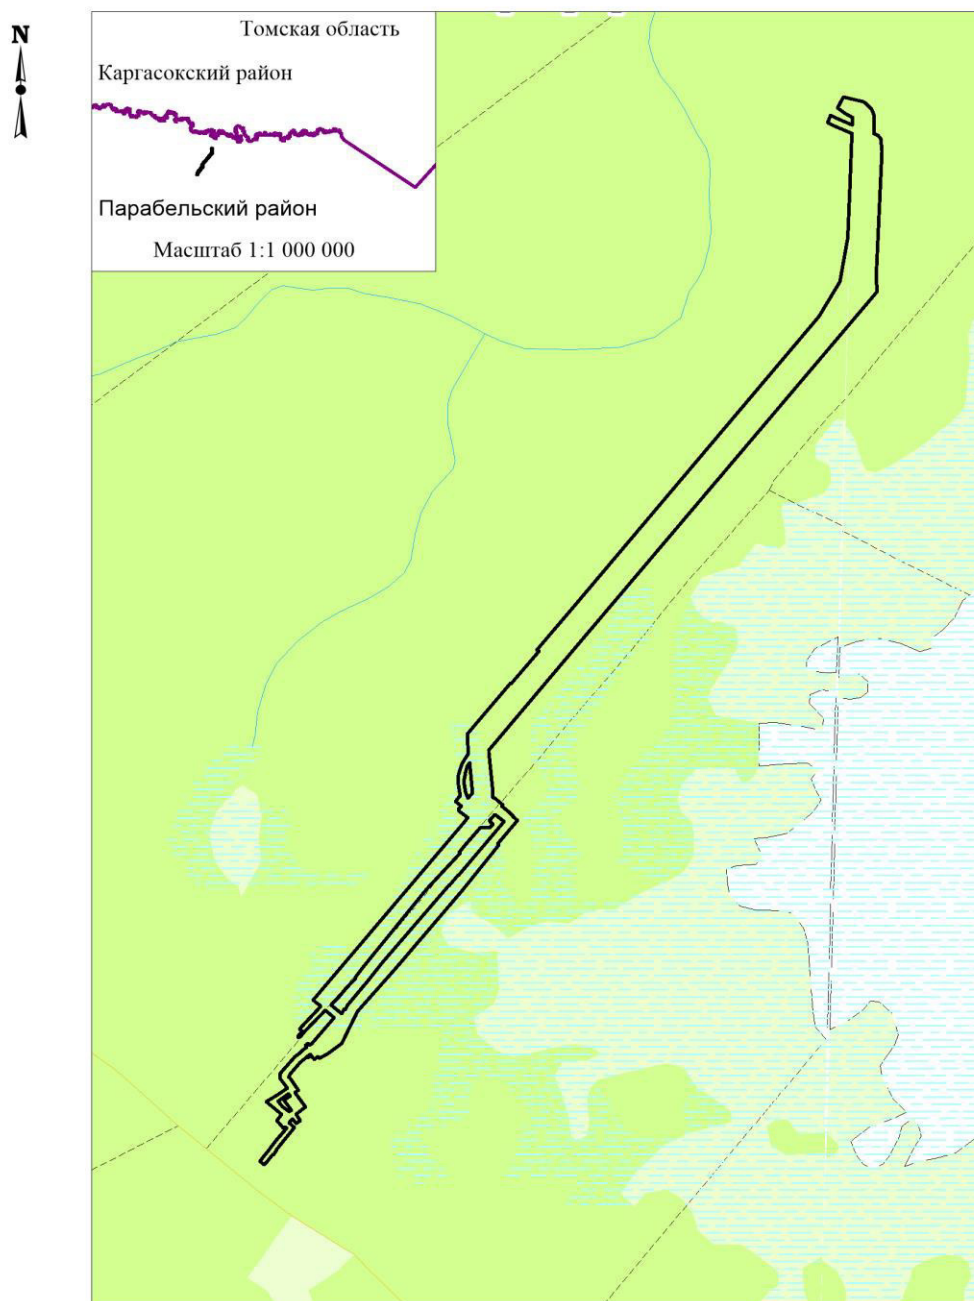 N
Томская область
Каргасокский район
Парабельский район
Масштаб 1:1 000 000